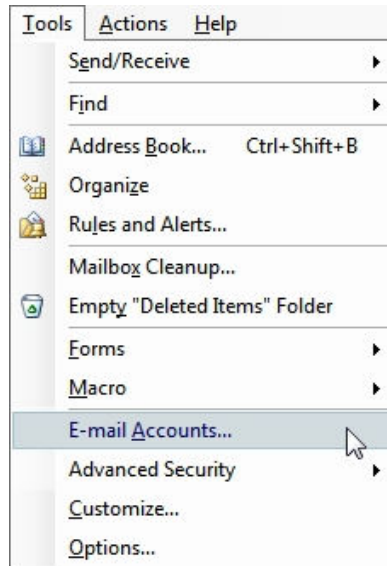 Tools Actions Help
Send/Receive
Find
Address Book... Ctrl+Shift+B
Organize
Rules and Alerts...
Mailbox Cleanup...
Empty "Deleted Items" Folder
Forms
Macro
E-mail Accounts...
Advanced Security
Customize...
Options...